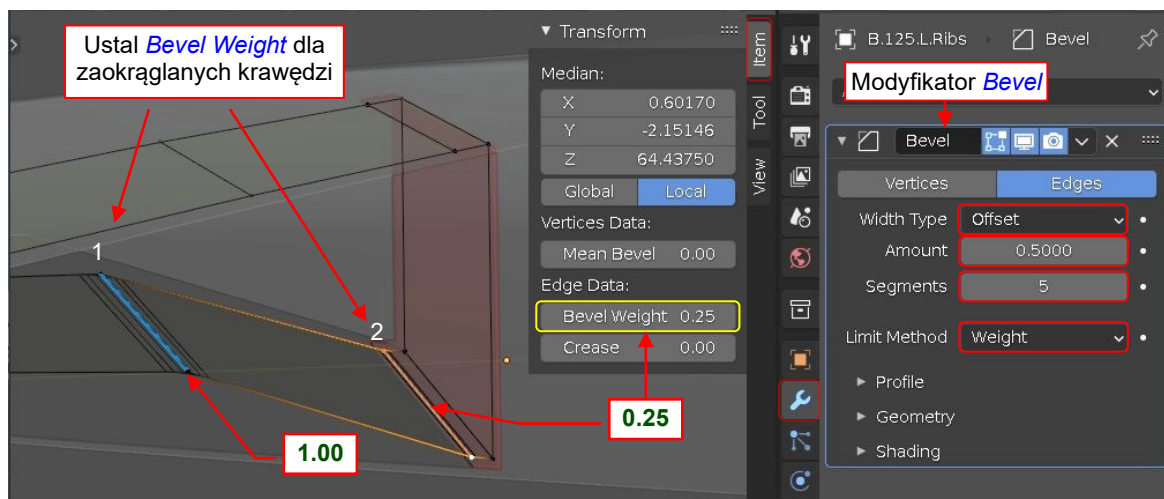 Ustal Bevel Weight dla
zaokrąglanych krawędzi
1
2
1.00
0.25
Transform
Median:
X 0.60170
Y -2.15146
Z 64.43750
Global Local
Vertices Data:
Mean Bevel 0.00
Edge Data:
Bevel Weight 0.25
Crease 0.00
Item
Tool
View
B.125.L.Ribs Bevel
Modyfikator Bevel
Bevel
Vertices Edges
Width Type Offset
Amount 0.5000
Segments 5
Limit Method Weight
Profile
Geometry
Shading